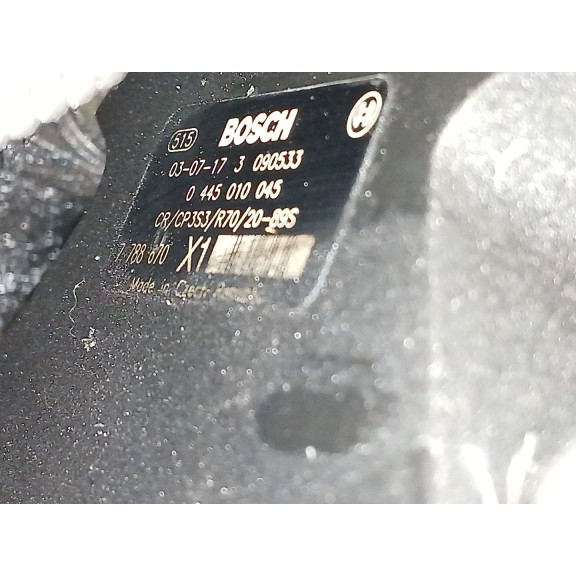 515 BOSCH
03-07-17 3 090533
0 445 010 045
CR/CP3S3/R70/20-89S
7 788 670 X1
Made in Czech Republic